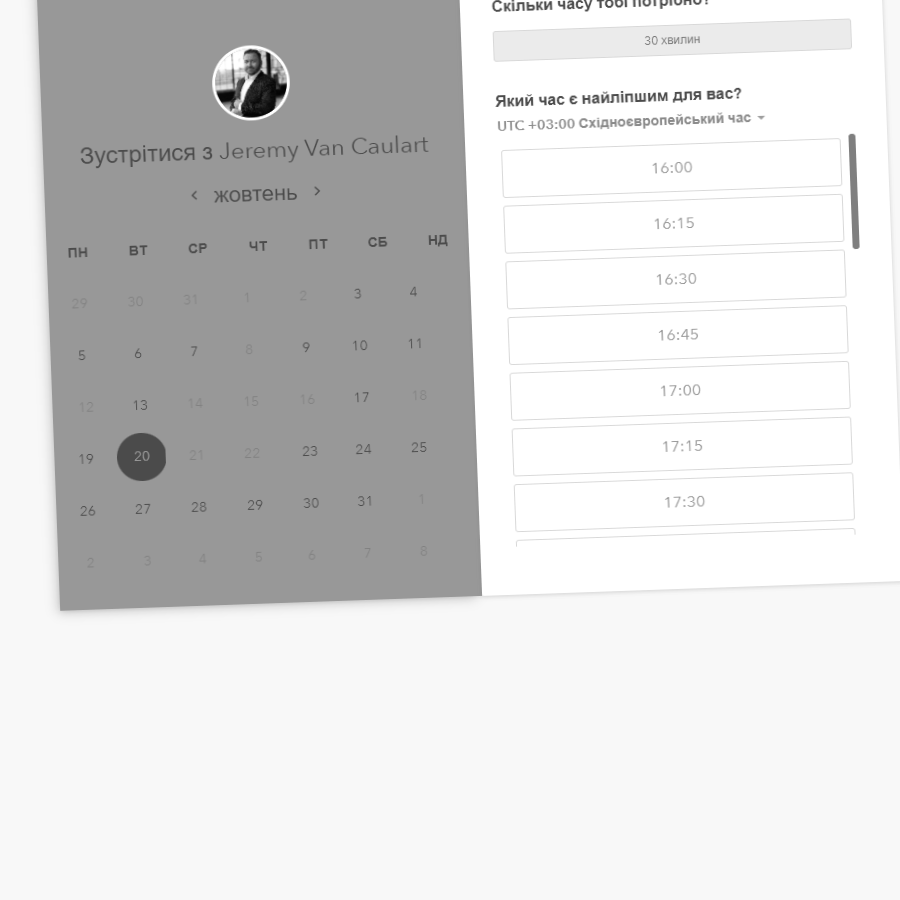 Зустрітися з Jeremy Van Caulart
жовтень
ПН ВТ СР ЧТ ПТ СБ НД
29 30 31 1 2 3 4
5 6 7 8 9 10 11
12 13 14 15 16 17 18
19 20 21 22 23 24 25
26 27 28 29 30 31 1
2 3 4 5 6 7 8
Скільки часу тобі потрібно?
30 хвилин
Який час є найліпшим для вас?
UTC +03:00 Східноєвропейський час
16:00
16:15
16:30
16:45
17:00
17:15
17:30